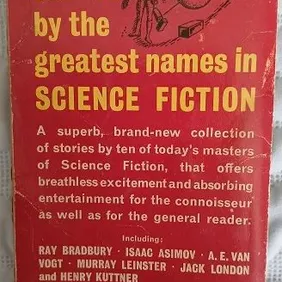 by the
greatest names in
SCIENCE FICTION
A superb, brand-new collection
of stories by ten of today's masters
of Science Fiction, that offers
breathless excitement and absorbing
entertainment for the connoisseur
as well as for the general reader.
Including:
RAY BRADBURY · ISAAC ASIMOV · A. E. VAN
VOGT · MURRAY LEINSTER · JACK LONDON
and HENRY KUTTNER